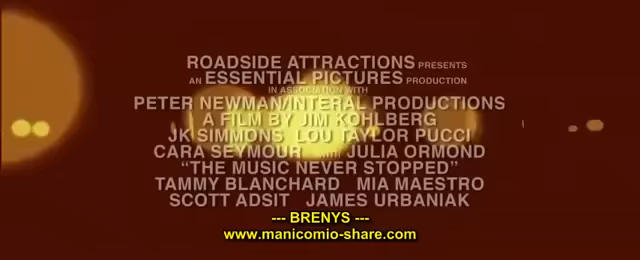 ROADSIDE ATTRACTIONS PRESENTS
AN ESSENTIAL PICTURES PRODUCTION
IN ASSOCIATION WITH
PETER NEWMAN/INTERAL PRODUCTIONS
A FILM BY JIM KOHLBERG
JK SIMMONS LOU TAYLOR PUCCI
CARA SEYMOUR JULIA ORMOND
"THE MUSIC NEVER STOPPED"
TAMMY BLANCHARD MIA MAESTRO
SCOTT ADSIT JAMES URBANIAK
--- BRENYS ---
www.manicomio-share.com